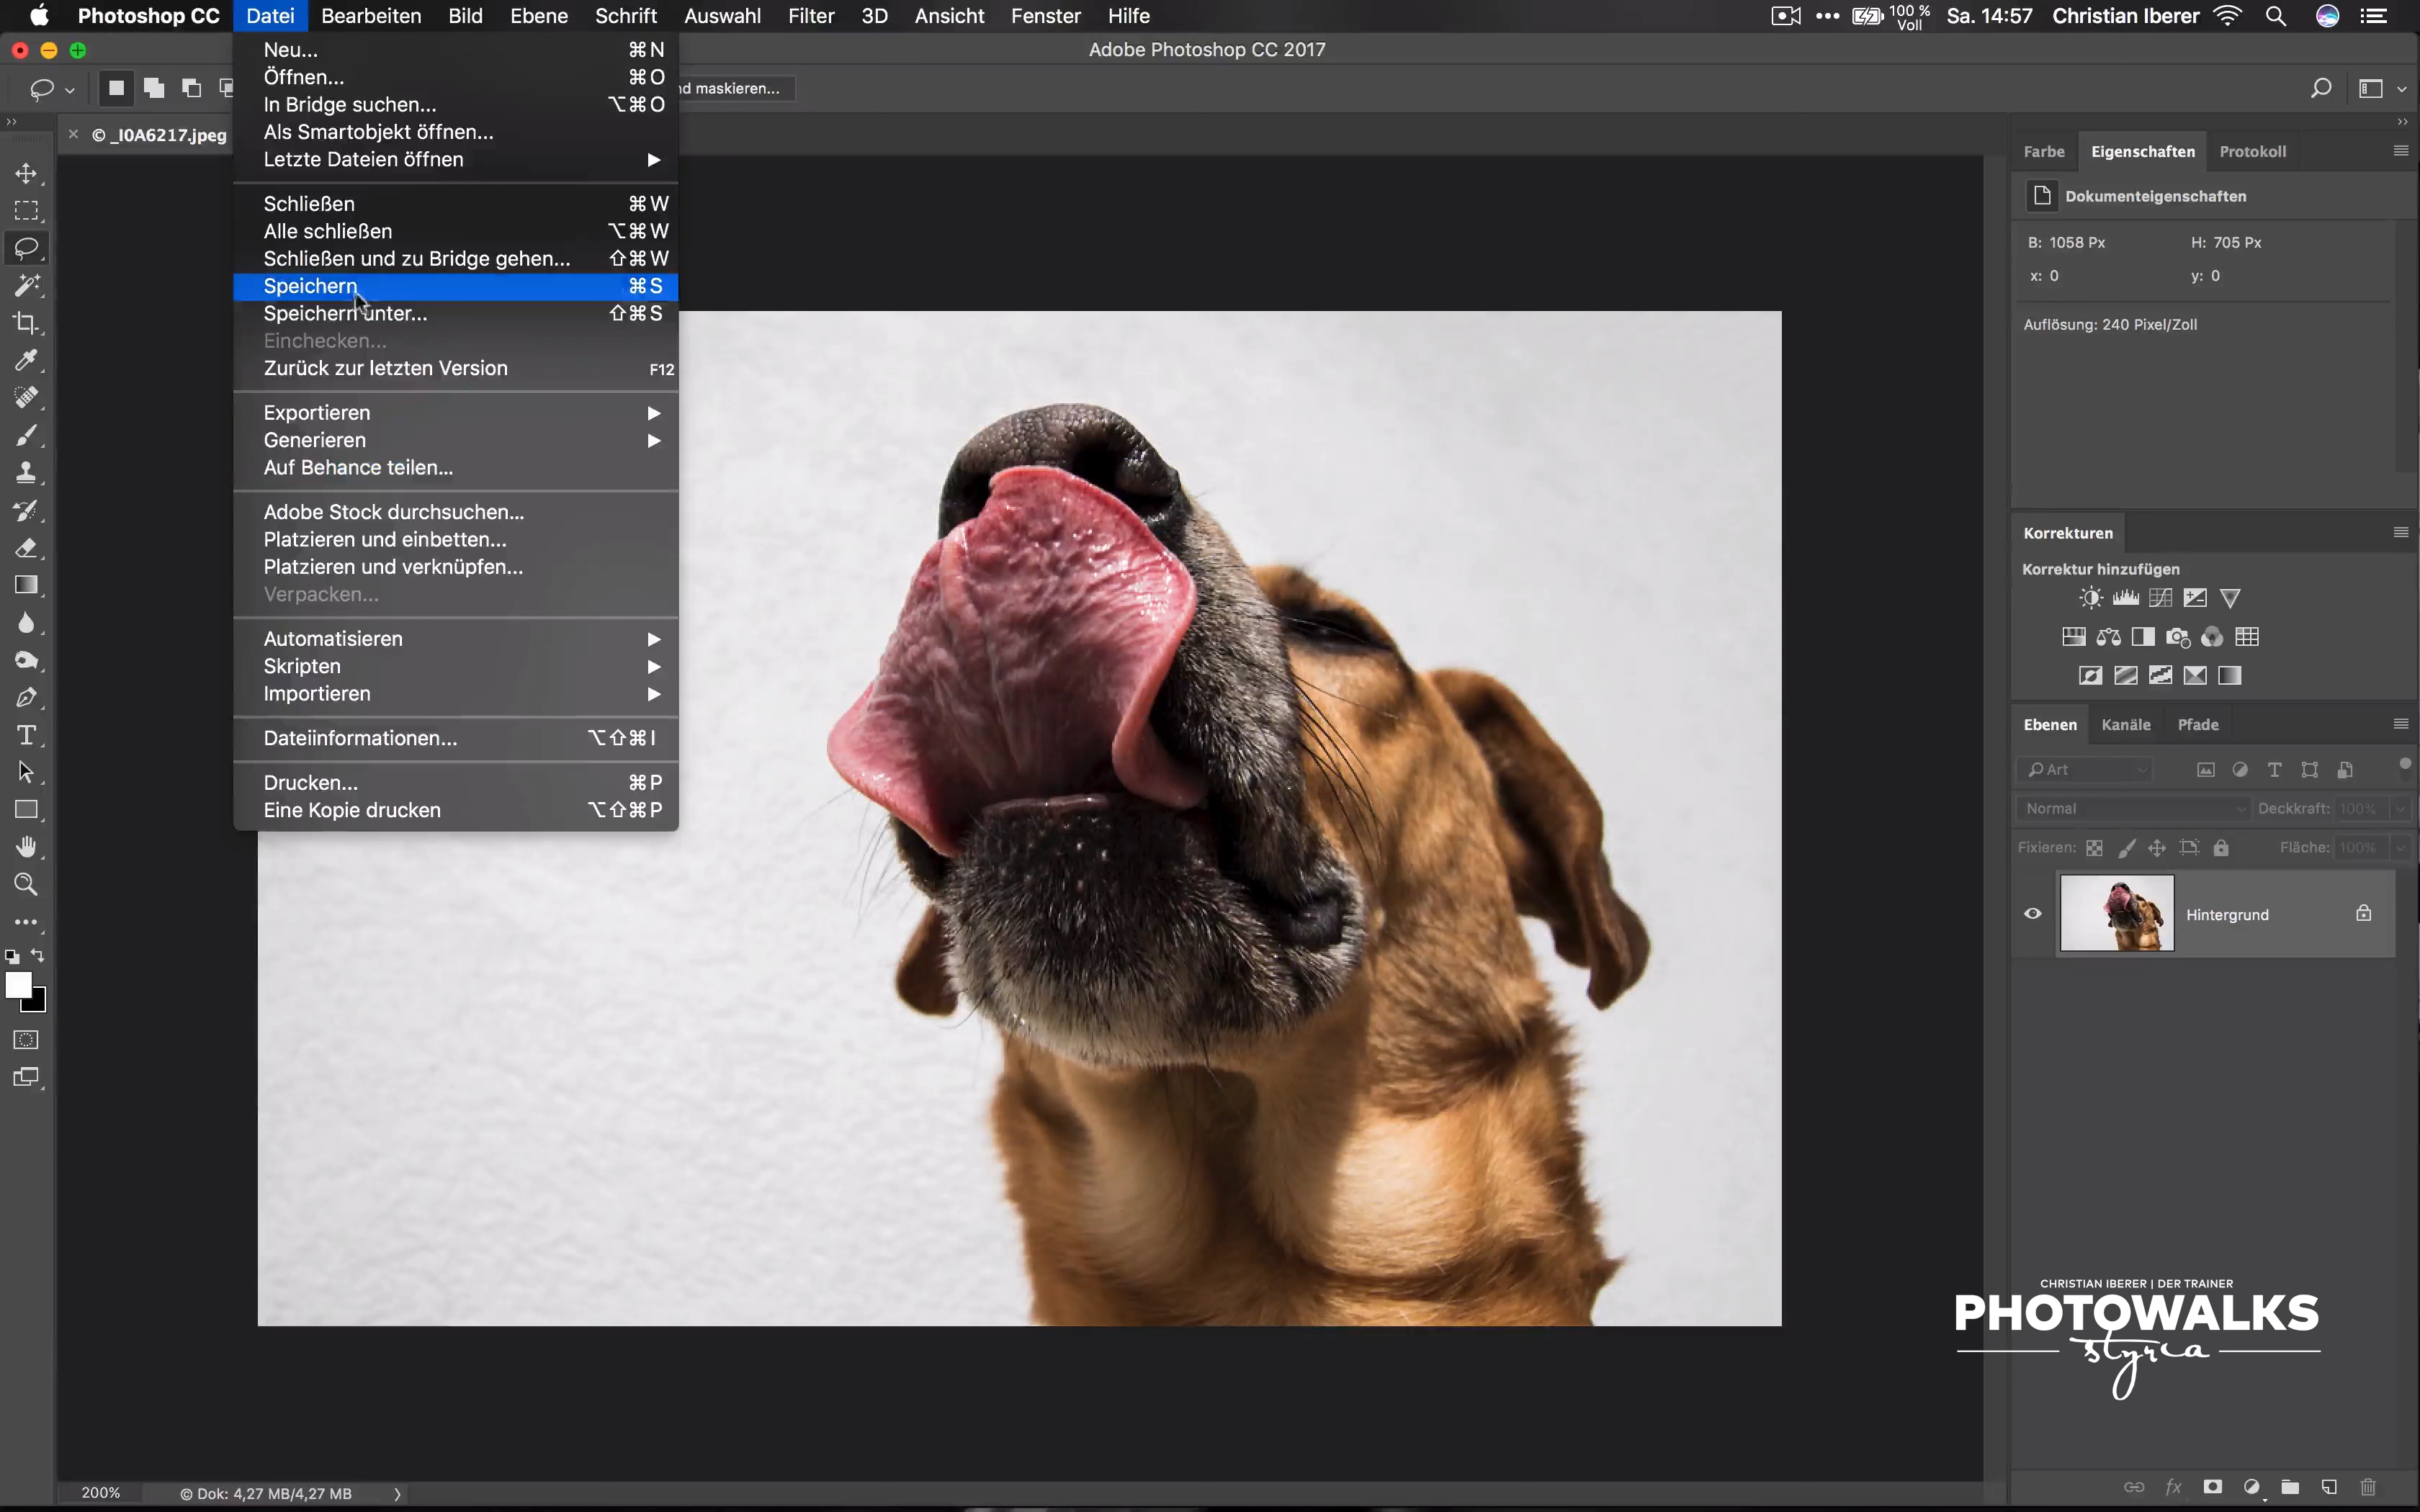 Photoshop CC Datei Bearbeiten Bild Ebene Schrift Auswahl Filter 3D Ansicht Fenster Hilfe 100 % Voll Sa. 14:57 Christian Iberer
Adobe Photoshop CC 2017
nd maskieren...
© _I0A6217.jpeg
Neu... ⌘N
Öffnen... ⌘O
In Bridge suchen... ⌥⌘O
Als Smartobjekt öffnen...
Letzte Dateien öffnen ▶
Schließen ⌘W
Alle schließen ⌥⌘W
Schließen und zu Bridge gehen... ⇧⌘W
Speichern ⌘S
Speichern unter... ⇧⌘S
Einchecken...
Zurück zur letzten Version F12
Exportieren ▶
Generieren ▶
Auf Behance teilen...
Adobe Stock durchsuchen...
Platzieren und einbetten...
Platzieren und verknüpfen...
Verpacken...
Automatisieren ▶
Skripten ▶
Importieren ▶
Dateiinformationen... ⌥⇧⌘I
Drucken... ⌘P
Eine Kopie drucken ⌥⇧⌘P
Farbe Eigenschaften Protokoll
Dokumenteigenschaften
B: 1058 Px H: 705 Px
x: 0 y: 0
Auflösung: 240 Pixel/Zoll
Korrekturen
Korrektur hinzufügen
Ebenen Kanäle Pfade
Art
Normal Deckkraft: 100%
Fixieren: Fläche: 100%
Hintergrund
CHRISTIAN IBERER | DER TRAINER
PHOTOWALKS
styria
fx
200% © Dok: 4,27 MB/4,27 MB